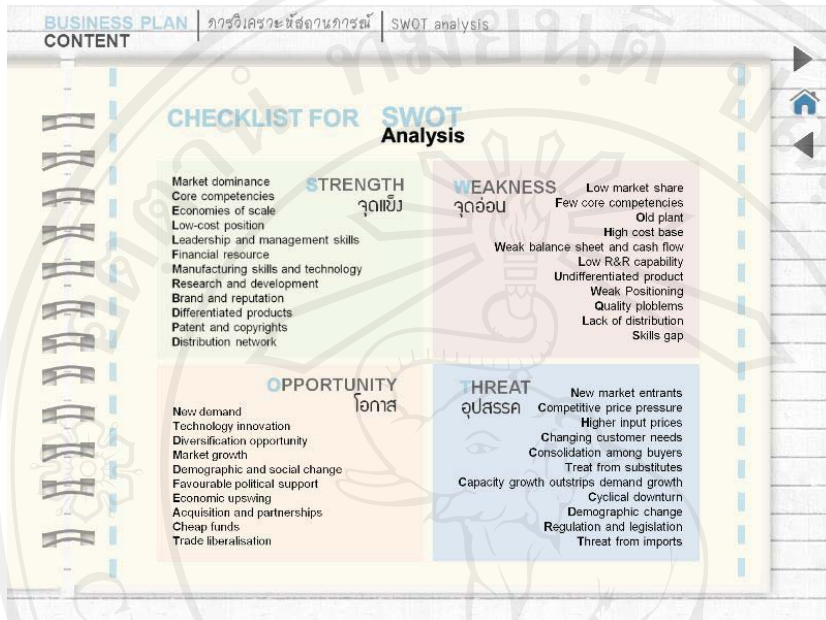 BUSINESS PLAN
CONTENT
การวิเคราะห์สถานการณ์
SWOT analysis
CHECKLIST FOR SWOT
Analysis
STRENGTH
จุดแข็ง
Market dominance
Core competencies
Economies of scale
Low-cost position
Leadership and management skills
Financial resource
Manufacturing skills and technology
Research and development
Brand and reputation
Differentiated products
Patent and copyrights
Distribution network
WEAKNESS
จุดอ่อน
Low market share
Few core competencies
Old plant
High cost base
Weak balance sheet and cash flow
Low R&R capability
Undifferentiated product
Weak Positioning
Quality ploblems
Lack of distribution
Skills gap
OPPORTUNITY
โอกาส
New demand
Technology innovation
Diversification opportunity
Market growth
Demographic and social change
Favourable political support
Economic upswing
Acquisition and partnerships
Cheap funds
Trade liberalisation
THREAT
อุปสรรค
New market entrants
Competitive price pressure
Higher input prices
Changing customer needs
Consolidation among buyers
Treat from substitutes
Capacity growth outstrips demand growth
Cyclical downturn
Demographic change
Regulation and legislation
Threat from imports